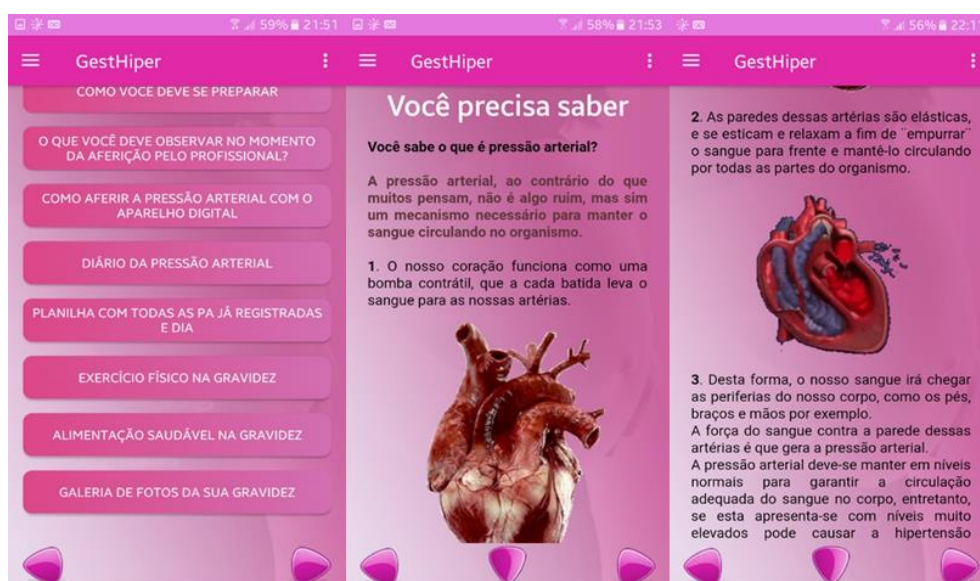 59% 21:51
GestHiper
COMO VOCÊ DEVE SE PREPARAR
O QUE VOCÊ DEVE OBSERVAR NO MOMENTO
DA AFERIÇÃO PELO PROFISSIONAL?
COMO AFERIR A PRESSÃO ARTERIAL COM O
APARELHO DIGITAL
DIÁRIO DA PRESSÃO ARTERIAL
PLANILHA COM TODAS AS PA JÁ REGISTRADAS
E DIA
EXERCÍCIO FÍSICO NA GRAVIDEZ
ALIMENTAÇÃO SAUDÁVEL NA GRAVIDEZ
GALERIA DE FOTOS DA SUA GRAVIDEZ
58% 21:53
GestHiper
Você precisa saber
Você sabe o que é pressão arterial?
A pressão arterial, ao contrário do que
muitos pensam, não é algo ruim, mas sim
um mecanismo necessário para manter o
sangue circulando no organismo.
1. O nosso coração funciona como uma
bomba contrátil, que a cada batida leva o
sangue para as nossas artérias.
56%
GestHiper
2. As paredes dessas artérias são elásticas,
e se esticam e relaxam a fim de ¨empurrar¨
o sangue para frente e mantê-lo circulando
por todas as partes do organismo.
3. Desta forma, o nosso sangue irá chegar
as periferias do nosso corpo, como os pés,
braços e mãos por exemplo.
A força do sangue contra a parede dessas
artérias é que gera a pressão arterial.
A pressão arterial deve-se manter em níveis
normais para garantir a circulação
adequada do sangue no corpo, entretanto,
se esta apresenta-se com níveis muito
elevados pode causar a hipertensão